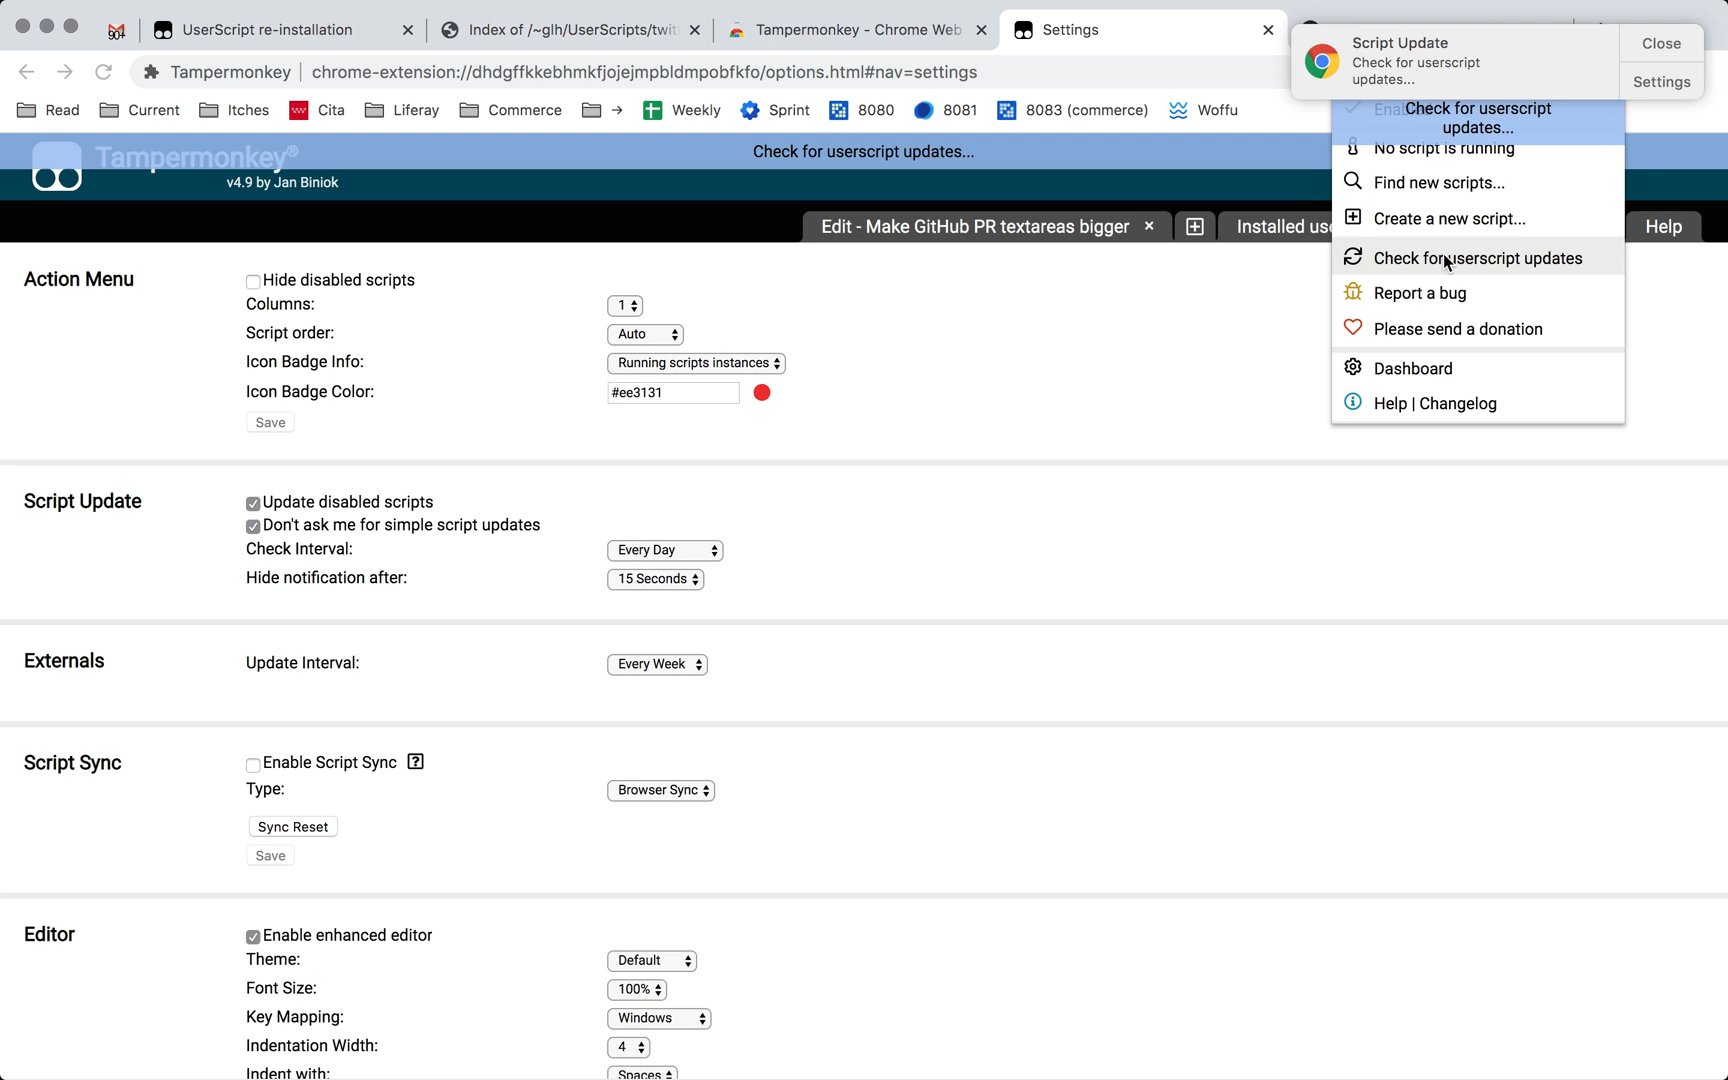 UserScript re-installation
Index of /~glh/UserScripts/twit
Tampermonkey - Chrome Web
Settings
Script Update
Check for userscript
updates...
Close
Settings
Tampermonkey
chrome-extension://dhdgffkkebhmkfjojejmpbldmpobfkfo/options.html#nav=settings
Read
Current
Itches
Cita
Liferay
Commerce
→
Weekly
Sprint
8080
8081
8083 (commerce)
Woffu
Tampermonkey®
v4.9 by Jan Biniok
Check for userscript updates...
Check for userscript
updates...
No script is running
Find new scripts...
Create a new script...
Check for userscript updates
Report a bug
Please send a donation
Dashboard
Help | Changelog
Edit - Make GitHub PR textareas bigger
Installed use
Help
Action Menu
Hide disabled scripts
Columns: 1
Script order: Auto
Icon Badge Info: Running scripts instances
Icon Badge Color: #ee3131
Save
Script Update
Update disabled scripts
Don't ask me for simple script updates
Check Interval: Every Day
Hide notification after: 15 Seconds
Externals
Update Interval: Every Week
Script Sync
Enable Script Sync ?
Type: Browser Sync
Sync Reset
Save
Editor
Enable enhanced editor
Theme: Default
Font Size: 100%
Key Mapping: Windows
Indentation Width: 4
Indent with: Spaces